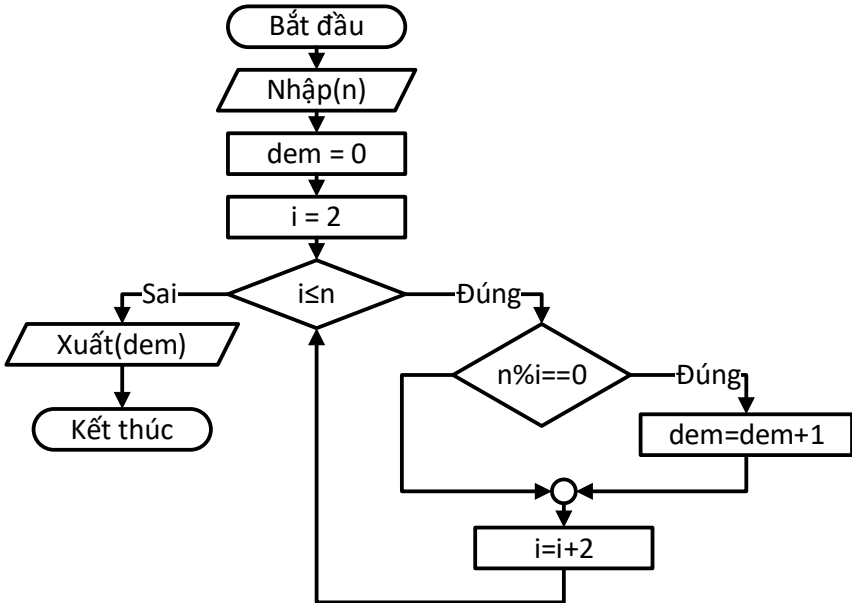 Bắt đầu
Nhập(n)
dem = 0
i = 2
i≤n
Sai
Đúng
Xuất(dem)
Kết thúc
n%i==0
Đúng
dem=dem+1
i=i+2